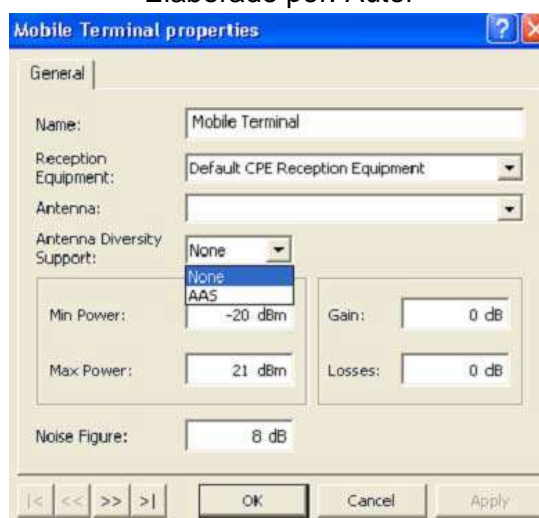 Elaborado por: Autor
Mobile Terminal properties
General
Name: Mobile Terminal
Reception Equipment: Default CPE Reception Equipment
Antenna:
Antenna Diversity Support: None
None
AAS
Min Power: -20 dBm
Gain: 0 dB
Max Power: 21 dBm
Losses: 0 dB
Noise Figure: 8 dB
|< << >> >| OK Cancel Apply